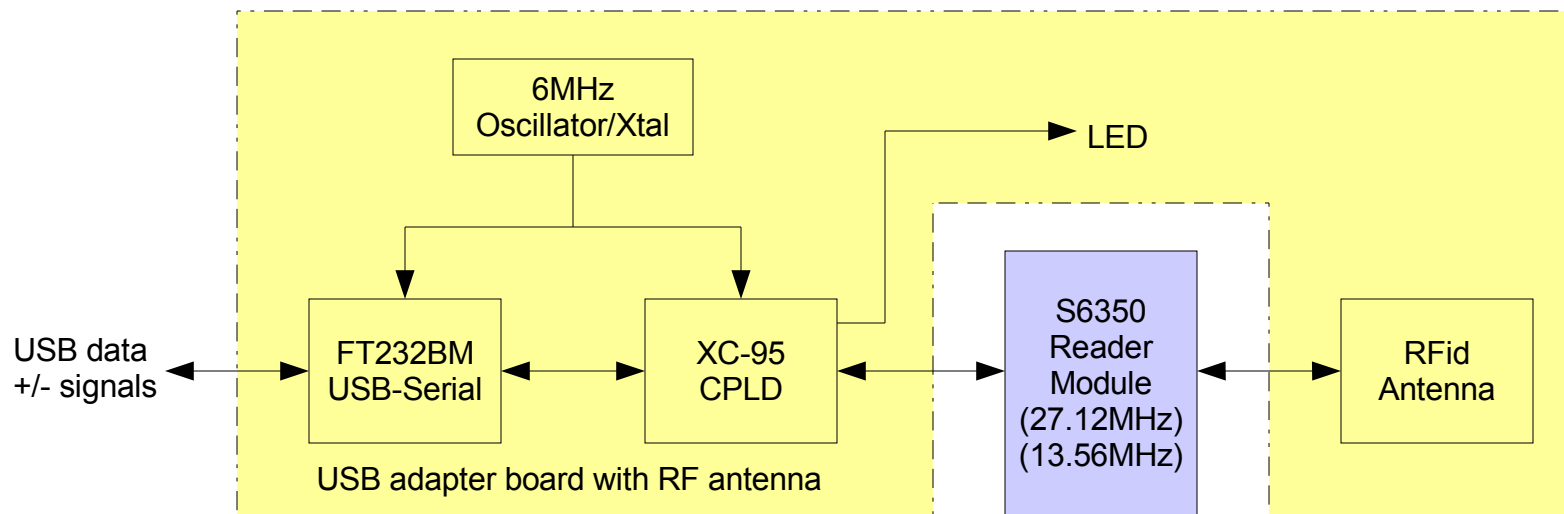 6MHz
Oscillator/Xtal
LED
USB data
+/- signals
FT232BM
USB-Serial
XC-95
CPLD
S6350
Reader
Module
(27.12MHz)
(13.56MHz)
RFid
Antenna
USB adapter board with RF antenna